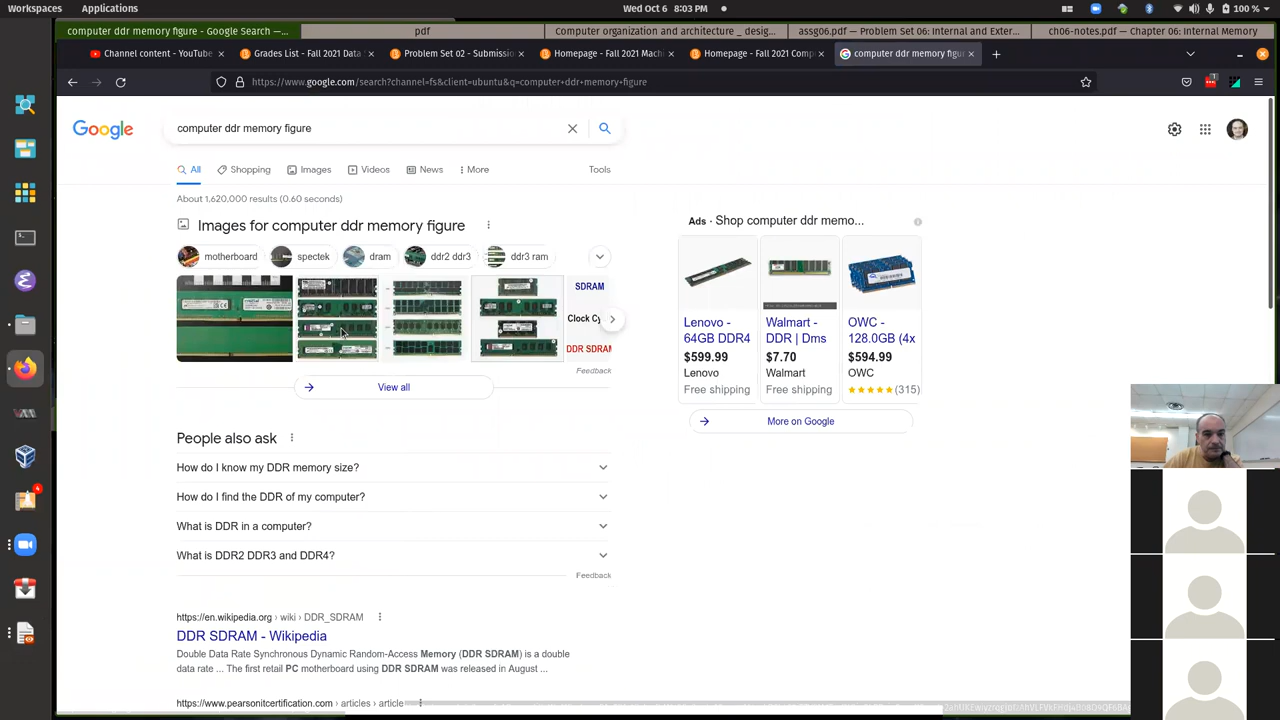 Workspaces Applications Wed Oct 6 8:03 PM 100 %
computer ddr memory figure - Google Search — pdf Computer organization and architecture _ desig... assg06.pdf — Problem Set 06: Internal and Exter... ch06-notes.pdf — Chapter 06: Internal Memory
Channel content - YouTube Grades List - Fall 2021 Data Problem Set 02 - Submissio Homepage - Fall 2021 Machi Homepage - Fall 2021 Comp computer ddr memory figur
https://www.google.com/search?channel=fs&client=ubuntu&q=computer+ddr+memory+figure 1
Google computer ddr memory figure
All Shopping Images Videos News More Tools
About 1,620,000 results (0.60 seconds)
Images for computer ddr memory figure
motherboard spectek dram ddr2 ddr3 ddr3 ram
SDRAM
Clock Cy
DDR SDRAM
Feedback
View all
Ads · Shop computer ddr memo...
Lenovo - 64GB DDR4
$599.99
Lenovo
Free shipping
Walmart - DDR | Dms
$7.70
Walmart
Free shipping
OWC - 128.0GB (4x
$594.99
OWC
(315)
More on Google
People also ask
How do I know my DDR memory size?
How do I find the DDR of my computer?
What is DDR in a computer?
What is DDR2 DDR3 and DDR4?
Feedback
4
https://en.wikipedia.org › wiki › DDR_SDRAM
DDR SDRAM - Wikipedia
Double Data Rate Synchronous Dynamic Random-Access Memory (DDR SDRAM) is a double
data rate ... The first retail PC motherboard using DDR SDRAM was released in August ...
https://www.pearsonitcertification.com › articles › article